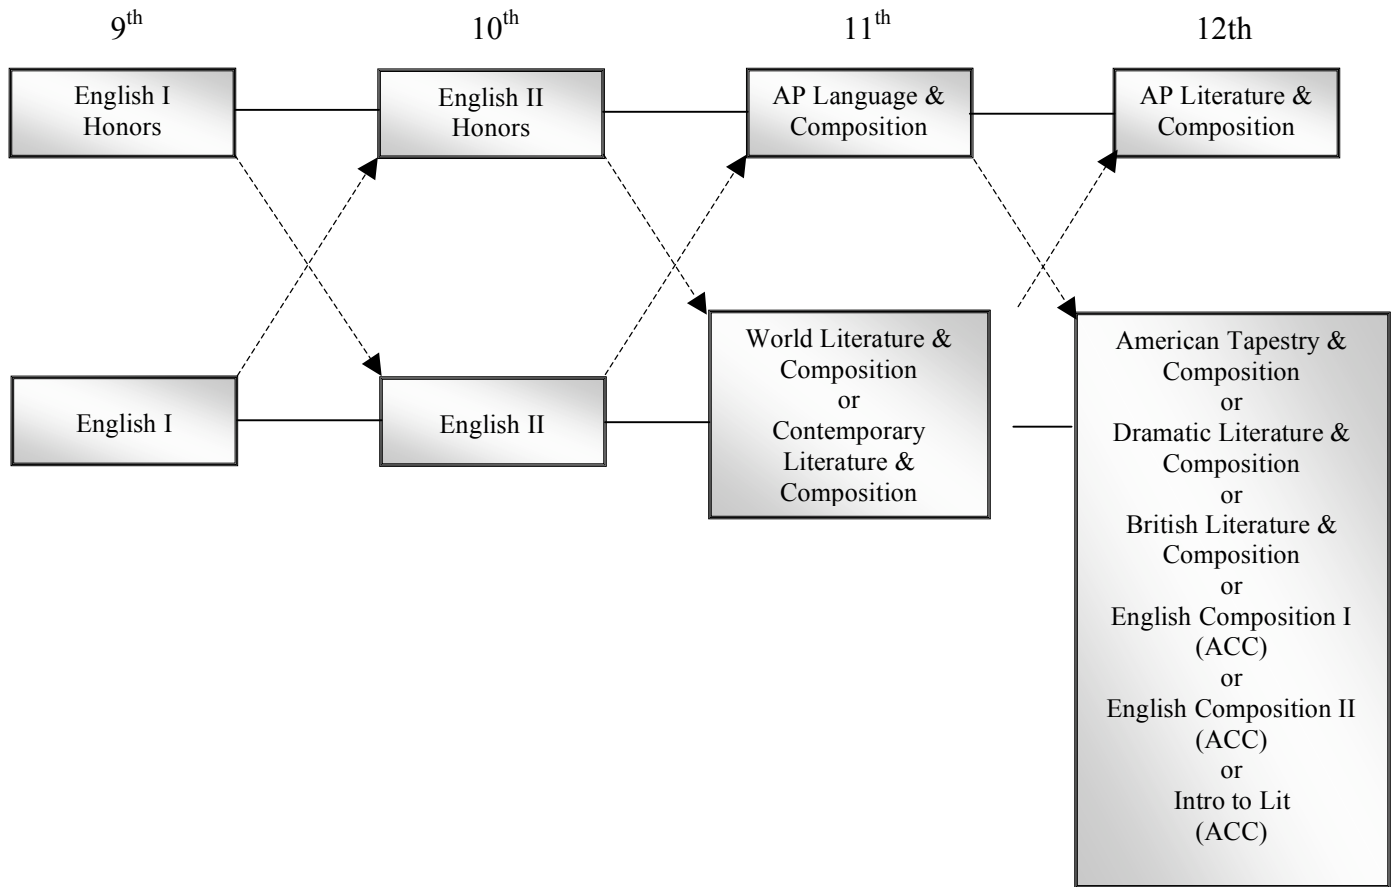 9th
10th
11th
12th
English I
Honors
English II
Honors
AP Language &
Composition
AP Literature &
Composition
English I
English II
World Literature &
Composition
or
Contemporary
Literature &
Composition
American Tapestry &
Composition
or
Dramatic Literature &
Composition
or
British Literature &
Composition
or
English Composition I
(ACC)
or
English Composition II
(ACC)
or
Intro to Lit
(ACC)